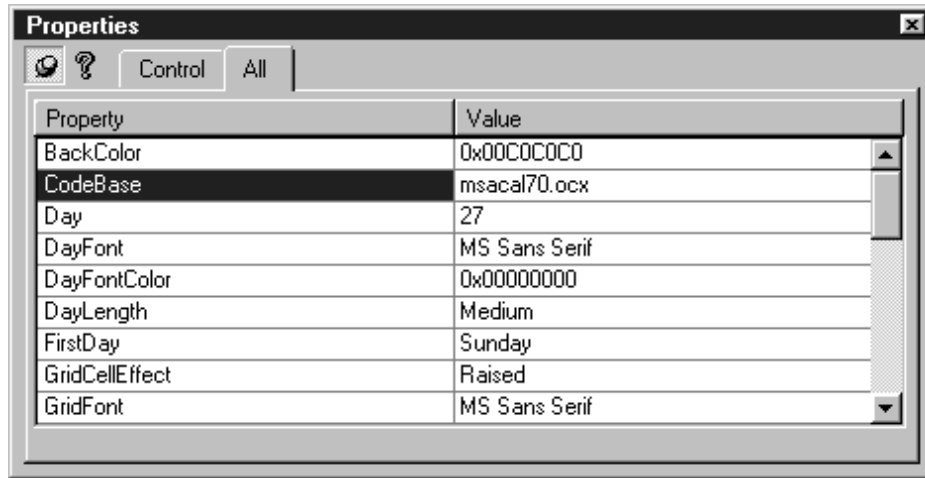 Properties
Control All
Property Value
BackColor 0x00C0C0C0
CodeBase msacal70.ocx
Day 27
DayFont MS Sans Serif
DayFontColor 0x00000000
DayLength Medium
FirstDay Sunday
GridCellEffect Raised
GridFont MS Sans Serif